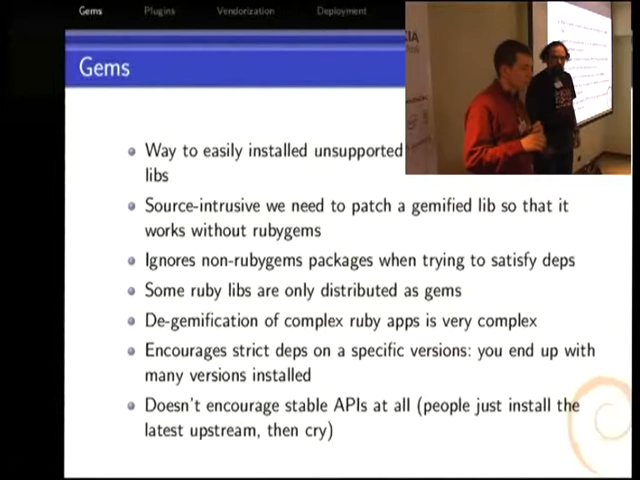 Gems Plugins Vendorization Deployment
Gems
Way to easily installed unsupported
libs
Source-intrusive we need to patch a gemified lib so that it
works without rubygems
Ignores non-rubygems packages when trying to satisfy deps
Some ruby libs are only distributed as gems
De-gemification of complex ruby apps is very complex
Encourages strict deps on a specific versions: you end up with
many versions installed
Doesn't encourage stable APIs at all (people just install the
latest upstream, then cry)